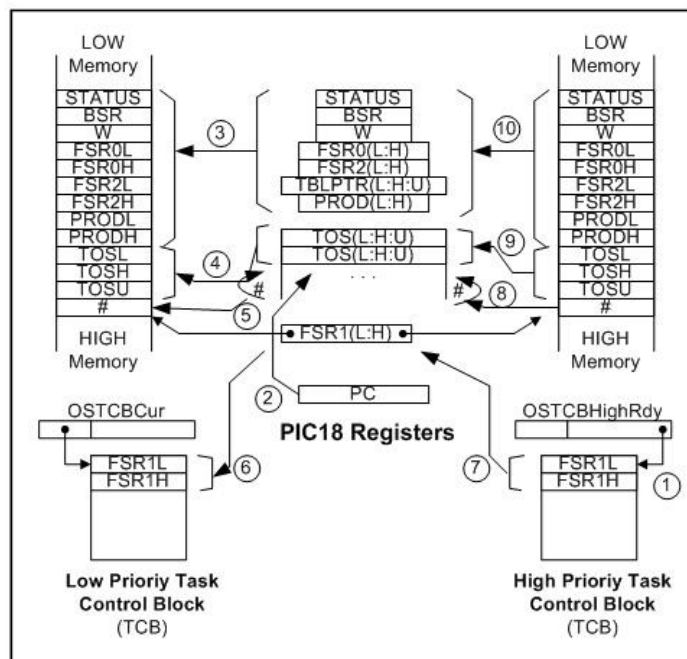 LOW
Memory
STATUS
BSR
W
FSR0L
FSR0H
FSR2L
FSR2H
PRODL
PRODH
TOSL
TOSH
TOSU
#
HIGH
Memory
3
4
5
STATUS
BSR
W
FSR0(L:H)
FSR2(L:H)
TBLPTR(L:H:U)
PROD(L:H)
TOS(L:H:U)
TOS(L:H:U)
. . .
#
#
FSR1(L:H)
2
PC
PIC18 Registers
10
9
8
LOW
Memory
STATUS
BSR
W
FSR0L
FSR0H
FSR2L
FSR2H
PRODL
PRODH
TOSL
TOSH
TOSU
#
HIGH
Memory
OSTCBCur
FSR1L
FSR1H
6
Low Prioriy Task
Control Block
(TCB)
OSTCBHighRdy
7
FSR1L
FSR1H
1
High Prioriy Task
Control Block
(TCB)